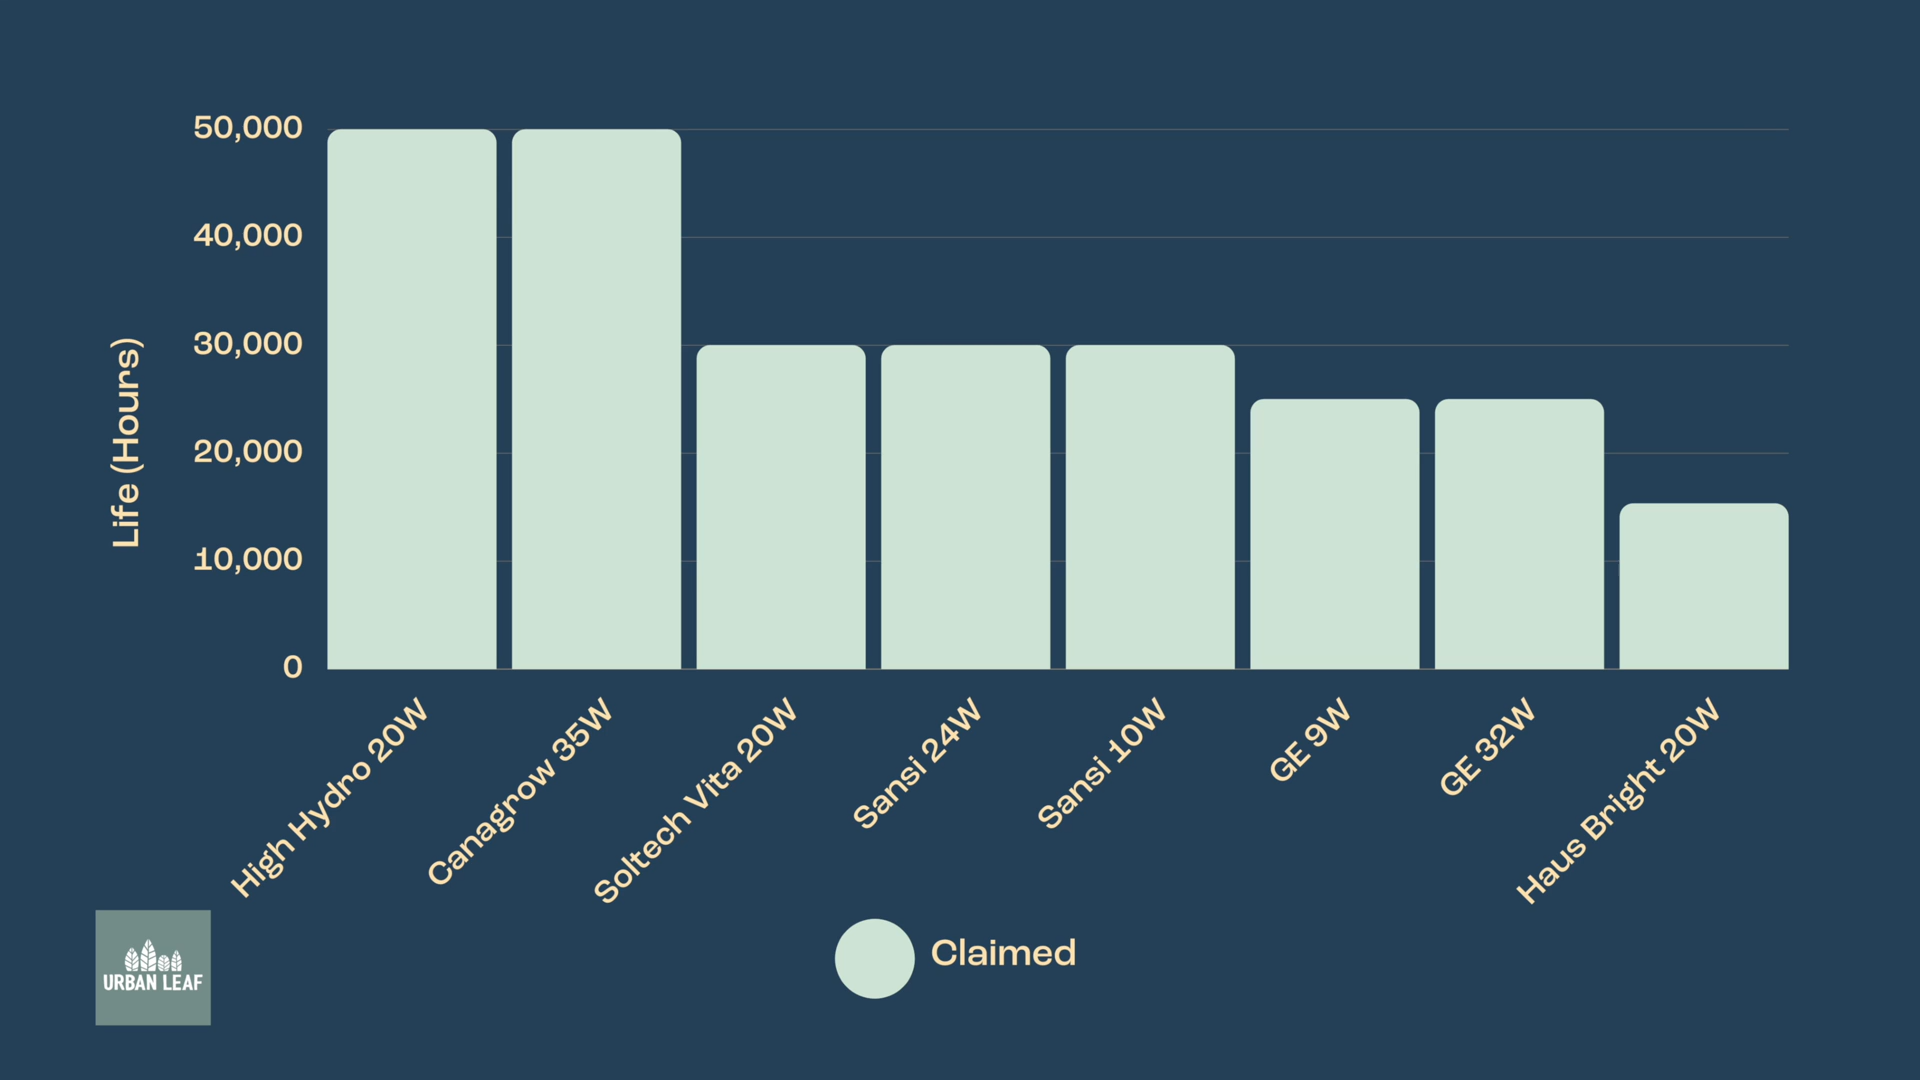 50,000
40,000
30,000
20,000
10,000
0
Life (Hours)
High Hydro 20W
Canagrow 35W
Soltech Vita 20W
Sansi 24W
Sansi 10W
GE 9W
GE 32W
Haus Bright 20W
Claimed
URBAN LEAF